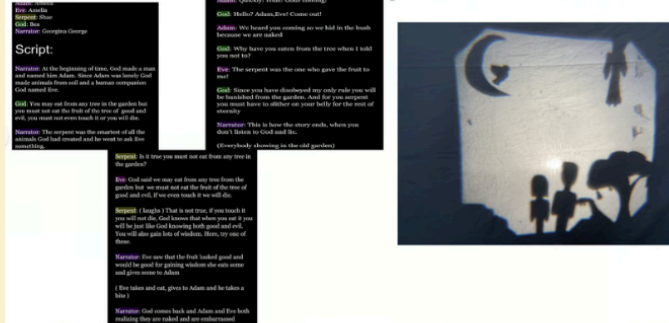 Eve: Amelia
Serpent:
God: Bea
Narrator: Georgina George
Script:
Narrator: At the beginning of time, God made a man
and named him Adam. Since Adam was lonely God
made animals from soil and a human companion
God named Eve.
God: You may eat from any tree in the garden but
you must not eat the fruit of the tree of good and
evil, you must not even touch it or you will die.
Narrator: The serpent was the smartest of all the
animals God had created and he went to ask Eve
something.
Serpent: Is it true you must not eat from any tree in
the garden?
Eve: God said we may eat from any tree from the
garden but we must not eat the fruit of the tree of
good and evil, if we even touch it we will die.
Serpent: ( laughs ) That is not true, if you touch it
you will not die, God knows that when you eat it you
will be just like God knowing both good and evil.
You will also gain lots of wisdom. Here, try one of
these.
Narrator: Eve saw that the fruit looked good and
would be good for gaining wisdom she eats some
and gives some to Adam
( Eve takes and eat, gives to Adam and he takes a
bite )
Narrator: God comes back and Adam and Eve both
realizing they are naked and are embarrassed
God: Hello? Adam,Eve? Come out!
Adam: We heard you coming so we hid in the bush
because we are naked
God: Why have you eaten from the tree when I told
you not to?
Eve: The serpent was the one who gave the fruit to
me!
God: Since you have disobeyed my only rule you will
be banished from the garden. And for you serpent
you must have to slither on your belly for the rest of
eternity
Narrator: This is how the story ends, when you
don't listen to God and lie.
(Everybody showing in the old garden)